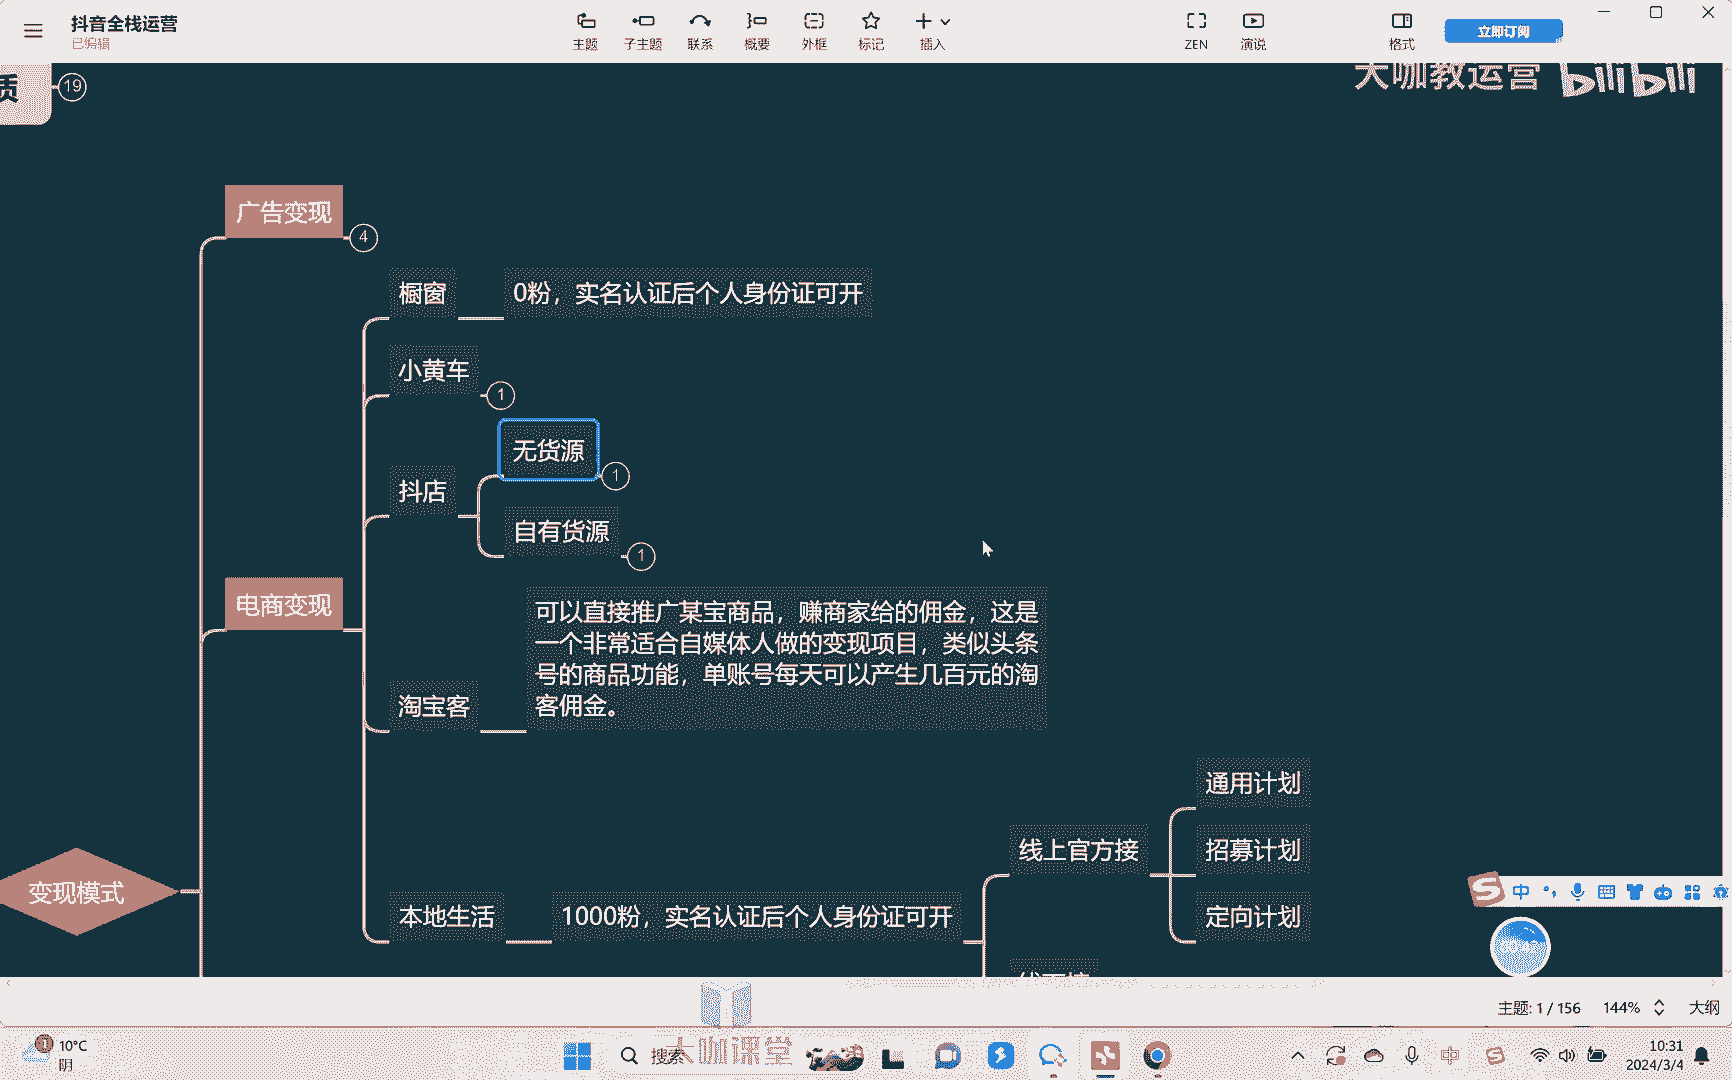 抖音全栈运营
已编辑
主题
子主题
联系
概要
外框
标记
插入
ZEN
演说
格式
立即订阅
质
19
大咖教运营 bilibili
广告变现
4
橱窗
0粉，实名认证后个人身份证可开
小黄车
1
无货源
1
抖店
自有货源
1
电商变现
可以直接推广某宝商品，赚商家给的佣金，这是
一个非常适合自媒体人做的变现项目，类似头条
号的商品功能，单账号每天可以产生几百元的淘
客佣金。
淘宝客
通用计划
线上官方接
招募计划
变现模式
中
本地生活
1000粉，实名认证后个人身份证可开
定向计划
主题: 1 / 156
144%
大纲
1
10°C
阴
搜索
大咖课堂
中
10:31
2024/3/4